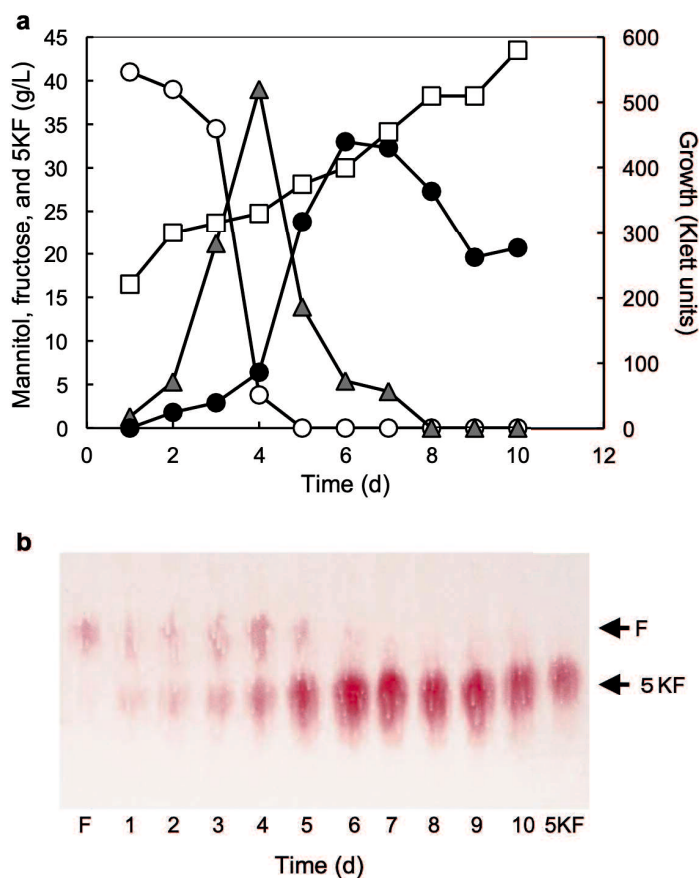 a
Mannitol, fructose, and 5KF (g/L)
45
40
35
30
25
20
15
10
5
0
600
500
400
300
200
100
0
Growth (Klett units)
0 2 4 6 8 10 12
Time (d)
b
F
5 KF
F 1 2 3 4 5 6 7 8 9 10 5KF
Time (d)